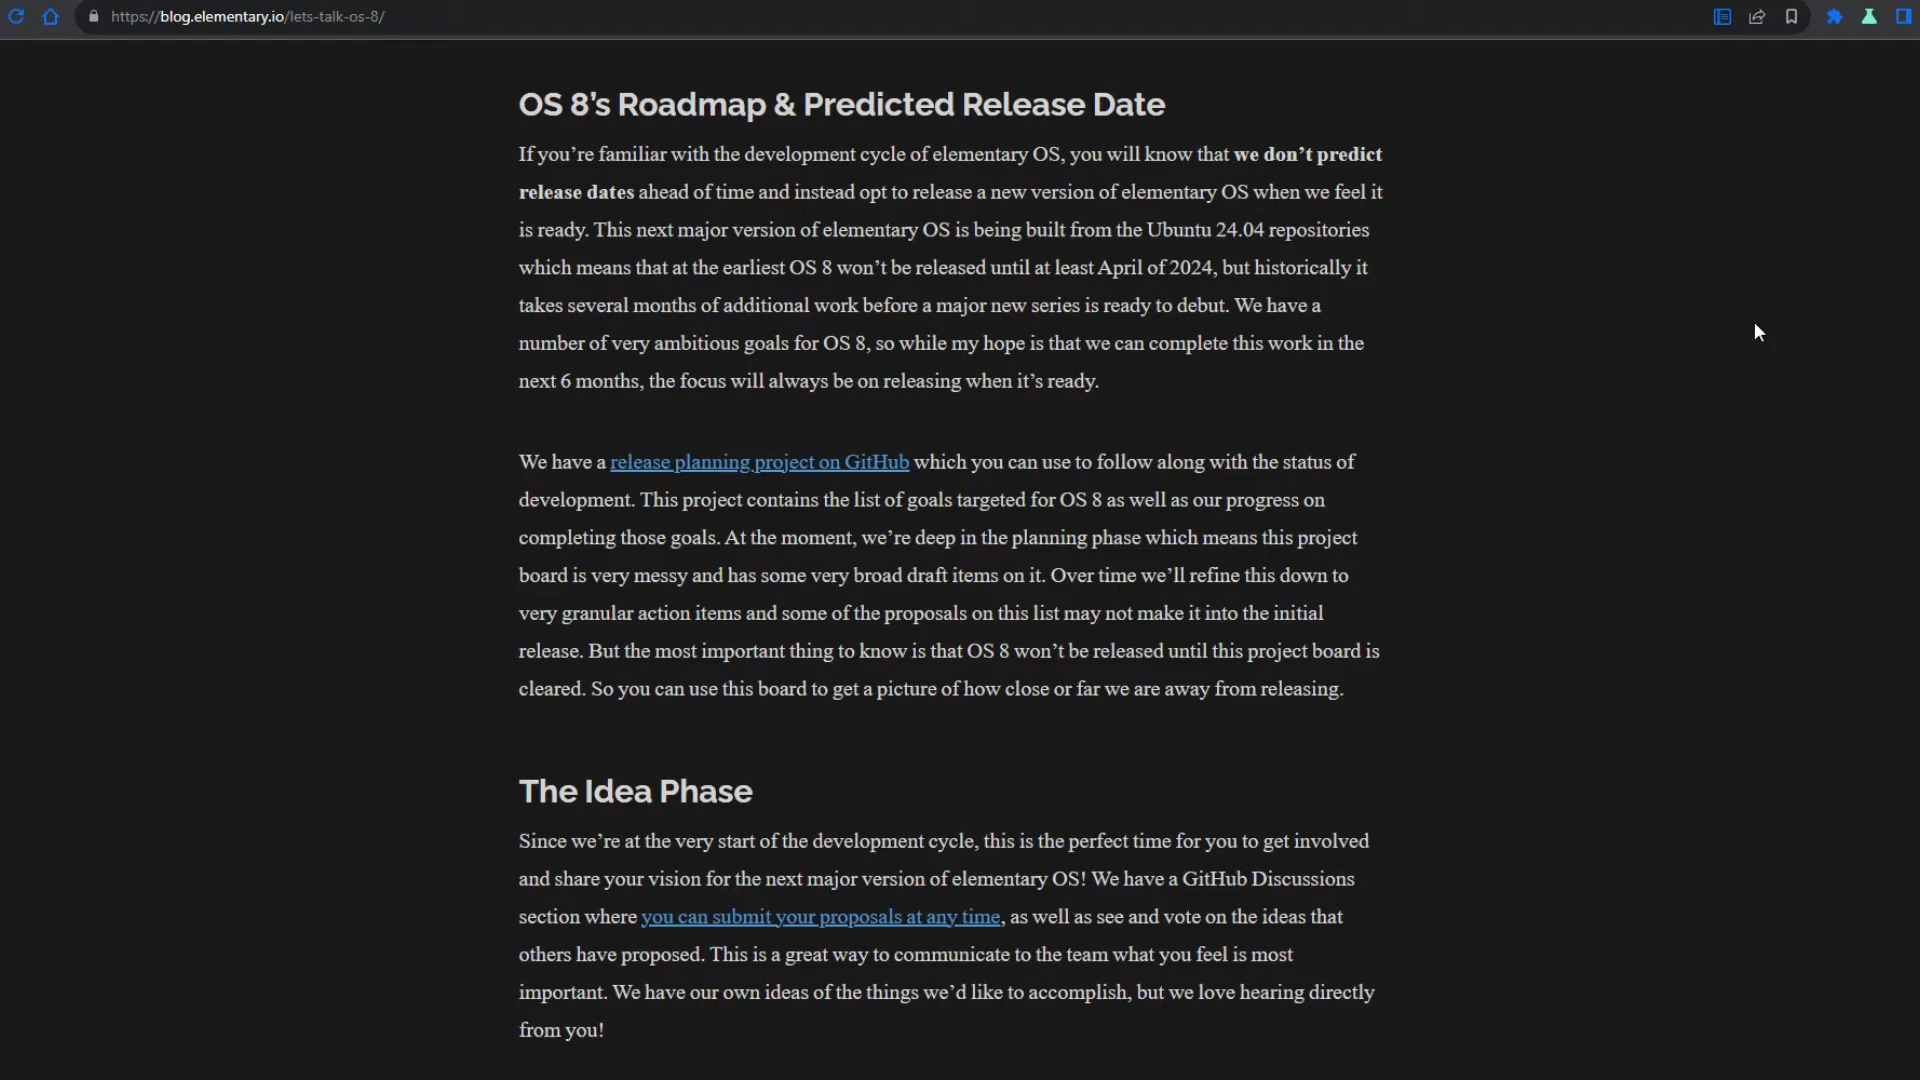 https://blog.elementary.io/lets-talk-os-8/
OS 8’s Roadmap & Predicted Release Date
If you’re familiar with the development cycle of elementary OS, you will know that we don’t predict
release dates ahead of time and instead opt to release a new version of elementary OS when we feel it
is ready. This next major version of elementary OS is being built from the Ubuntu 24.04 repositories
which means that at the earliest OS 8 won’t be released until at least April of 2024, but historically it
takes several months of additional work before a major new series is ready to debut. We have a
number of very ambitious goals for OS 8, so while my hope is that we can complete this work in the
next 6 months, the focus will always be on releasing when it’s ready.
We have a release planning project on GitHub which you can use to follow along with the status of
development. This project contains the list of goals targeted for OS 8 as well as our progress on
completing those goals. At the moment, we’re deep in the planning phase which means this project
board is very messy and has some very broad draft items on it. Over time we’ll refine this down to
very granular action items and some of the proposals on this list may not make it into the initial
release. But the most important thing to know is that OS 8 won’t be released until this project board is
cleared. So you can use this board to get a picture of how close or far we are away from releasing.
The Idea Phase
Since we’re at the very start of the development cycle, this is the perfect time for you to get involved
and share your vision for the next major version of elementary OS! We have a GitHub Discussions
section where you can submit your proposals at any time, as well as see and vote on the ideas that
others have proposed. This is a great way to communicate to the team what you feel is most
important. We have our own ideas of the things we’d like to accomplish, but we love hearing directly
from you!